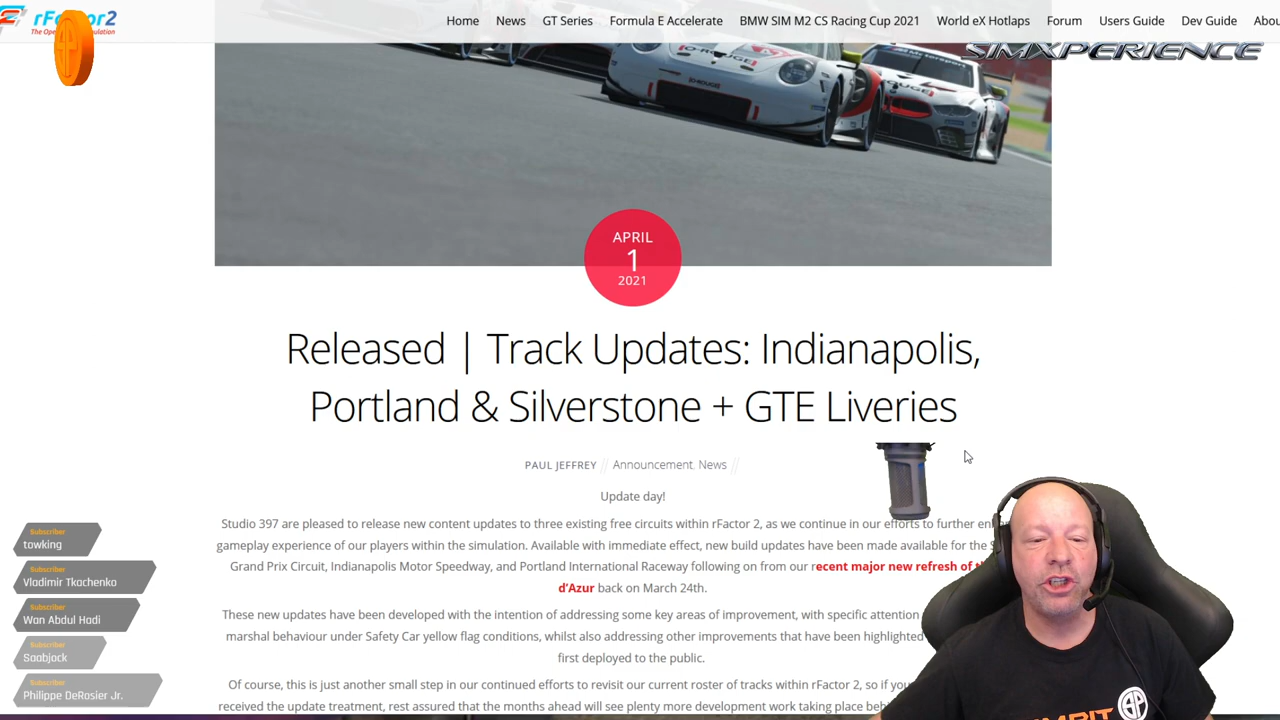 rFactor2
Home News GT Series Formula E Accelerate BMW SIM M2 CS Racing Cup 2021 World eX Hotlaps Forum Users Guide Dev Guide Abou
SIMXPERIENCE
APRIL
1
2021
Released | Track Updates: Indianapolis,
Portland & Silverstone + GTE Liveries
PAUL JEFFREY // Announcement, News //
Update day!
Studio 397 are pleased to release new content updates to three existing free circuits within rFactor 2, as we continue in our efforts to further
gameplay experience of our players within the simulation. Available with immediate effect, new build updates have been made available for the
Grand Prix Circuit, Indianapolis Motor Speedway, and Portland International Raceway following on from our recent major new refresh of
d'Azur back on March 24th.
These new updates have been developed with the intention of addressing some key areas of improvement, with specific attention
marshal behaviour under Safety Car yellow flag conditions, whilst also addressing other improvements that have been highlighted
first deployed to the public.
Of course, this is just another small step in our continued efforts to revisit our current roster of tracks within rFactor 2, so if you
received the update treatment, rest assured that the months ahead will see plenty more development work taking place
Subscriber
towking
Subscriber
Vladimir Tkachenko
Subscriber
Wan Abdul Hadi
Subscriber
Saabjock
Subscriber
Philippe DeRosier Jr.